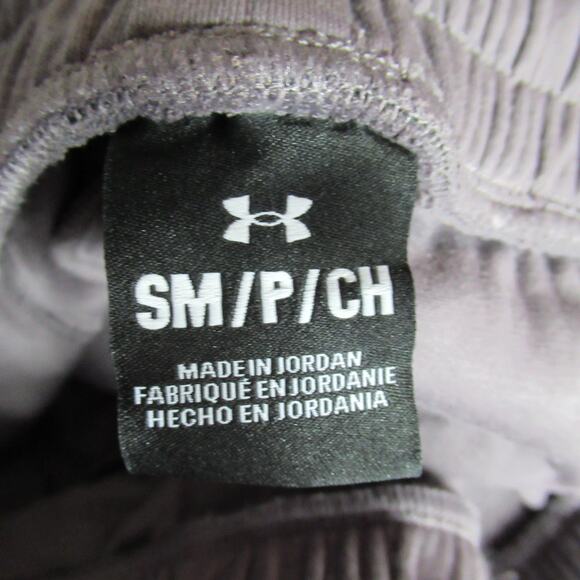 SM/P/CH
MADE IN JORDAN
FABRIQUÉ EN JORDANIE
HECHO EN JORDANIA